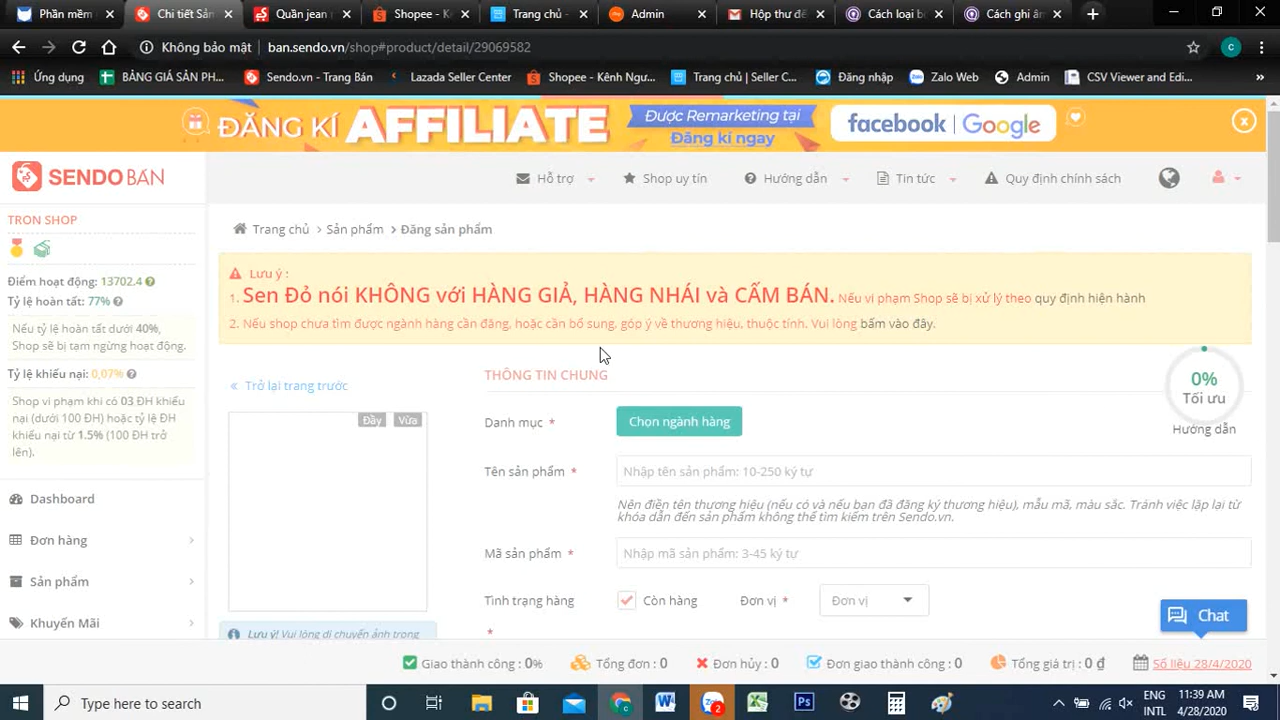 Phần mềm
Chi tiết Sản
Quần jean
Shopee - Kê
Trang chủ -
Admin
Hộp thư đế
Cách loại bỏ
Cách ghi âm
Không bảo mật
ban.sendo.vn/shop#product/detail/29069582
c
Ứng dụng
BẢNG GIÁ SẢN PH...
Sendo.vn - Trang Bán
Lazada Seller Center
Shopee - Kênh Ngư...
Trang chủ | Seller C...
Đăng nhập
Zalo Web
Admin
CSV Viewer and Edi...
»
ĐĂNG KÍ AFFILIATE
Được Remarketing tại
Đăng kí ngay
facebook | Google
x
SENDO BÁN
Hỗ trợ
Shop uy tín
Hướng dẫn
Tin tức
Quy định chính sách
TRON SHOP
Điểm hoạt động: 13702.4
Tỷ lệ hoàn tất: 77%
Nếu tỷ lệ hoàn tất dưới 40%,
Shop sẽ bị tạm ngừng hoạt động.
Tỷ lệ khiếu nại: 0,07%
Shop vi phạm khi có 03 ĐH khiếu
nại (dưới 100 ĐH) hoặc tỷ lệ ĐH
khiếu nại từ 1.5% (100 ĐH trở
lên).
Dashboard
Đơn hàng
Sản phẩm
Khuyến Mãi
Trang chủ > Sản phẩm > Đăng sản phẩm
Lưu ý :
1. Sen Đỏ nói KHÔNG với HÀNG GIẢ, HÀNG NHÁI và CẤM BÁN. Nếu vi phạm Shop sẽ bị xử lý theo quy định hiện hành
2. Nếu shop chưa tìm được ngành hàng cần đăng, hoặc cần bổ sung, góp ý về thương hiệu, thuộc tính. Vui lòng bấm vào đây.
« Trở lại trang trước
Đầy
Vừa
Lưu ý! Vui lòng di chuyển ảnh trong
THÔNG TIN CHUNG
Danh mục *
Chọn ngành hàng
Tên sản phẩm *
Nhập tên sản phẩm: 10-250 ký tự
Nên điền tên thương hiệu (nếu có và nếu bạn đã đăng ký thương hiệu), mẫu mã, màu sắc. Tránh việc lặp lại từ
khóa dẫn đến sản phẩm không thể tìm kiếm trên Sendo.vn.
Mã sản phẩm *
Nhập mã sản phẩm: 3-45 ký tự
Tình trạng hàng
Còn hàng
Đơn vị *
Đơn vị
*
0%
Tối ưu
Hướng dẫn
Chat
Giao thành công : 0%
Tổng đơn : 0
Đơn hủy : 0
Đơn giao thành công : 0
Tổng giá trị : 0 đ
Số liệu 28/4/2020
Type here to search
W
2
Ps
ENG
INTL
11:39 AM
4/28/2020